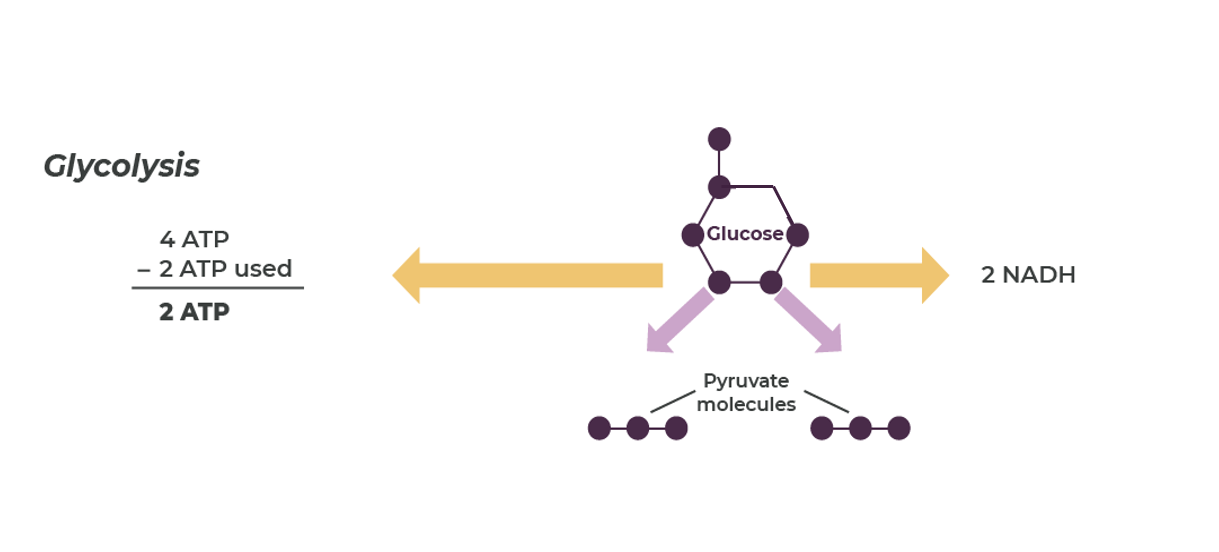 Glycolysis
4 ATP
– 2 ATP used
2 ATP
Glucose
2 NADH
Pyruvate
molecules